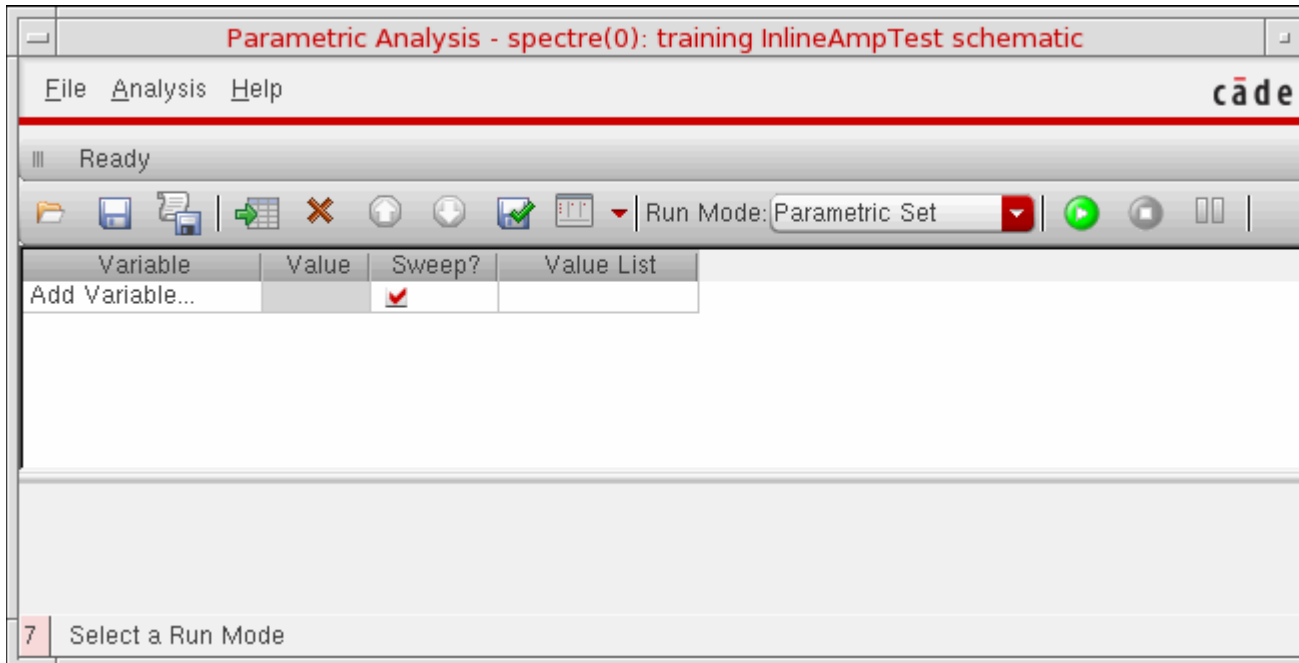 Parametric Analysis - spectre(0): training InlineAmpTest schematic
File Analysis Help
cāde
Ready
Run Mode: Parametric Set
Variable Value Sweep? Value List
Add Variable...
7 Select a Run Mode